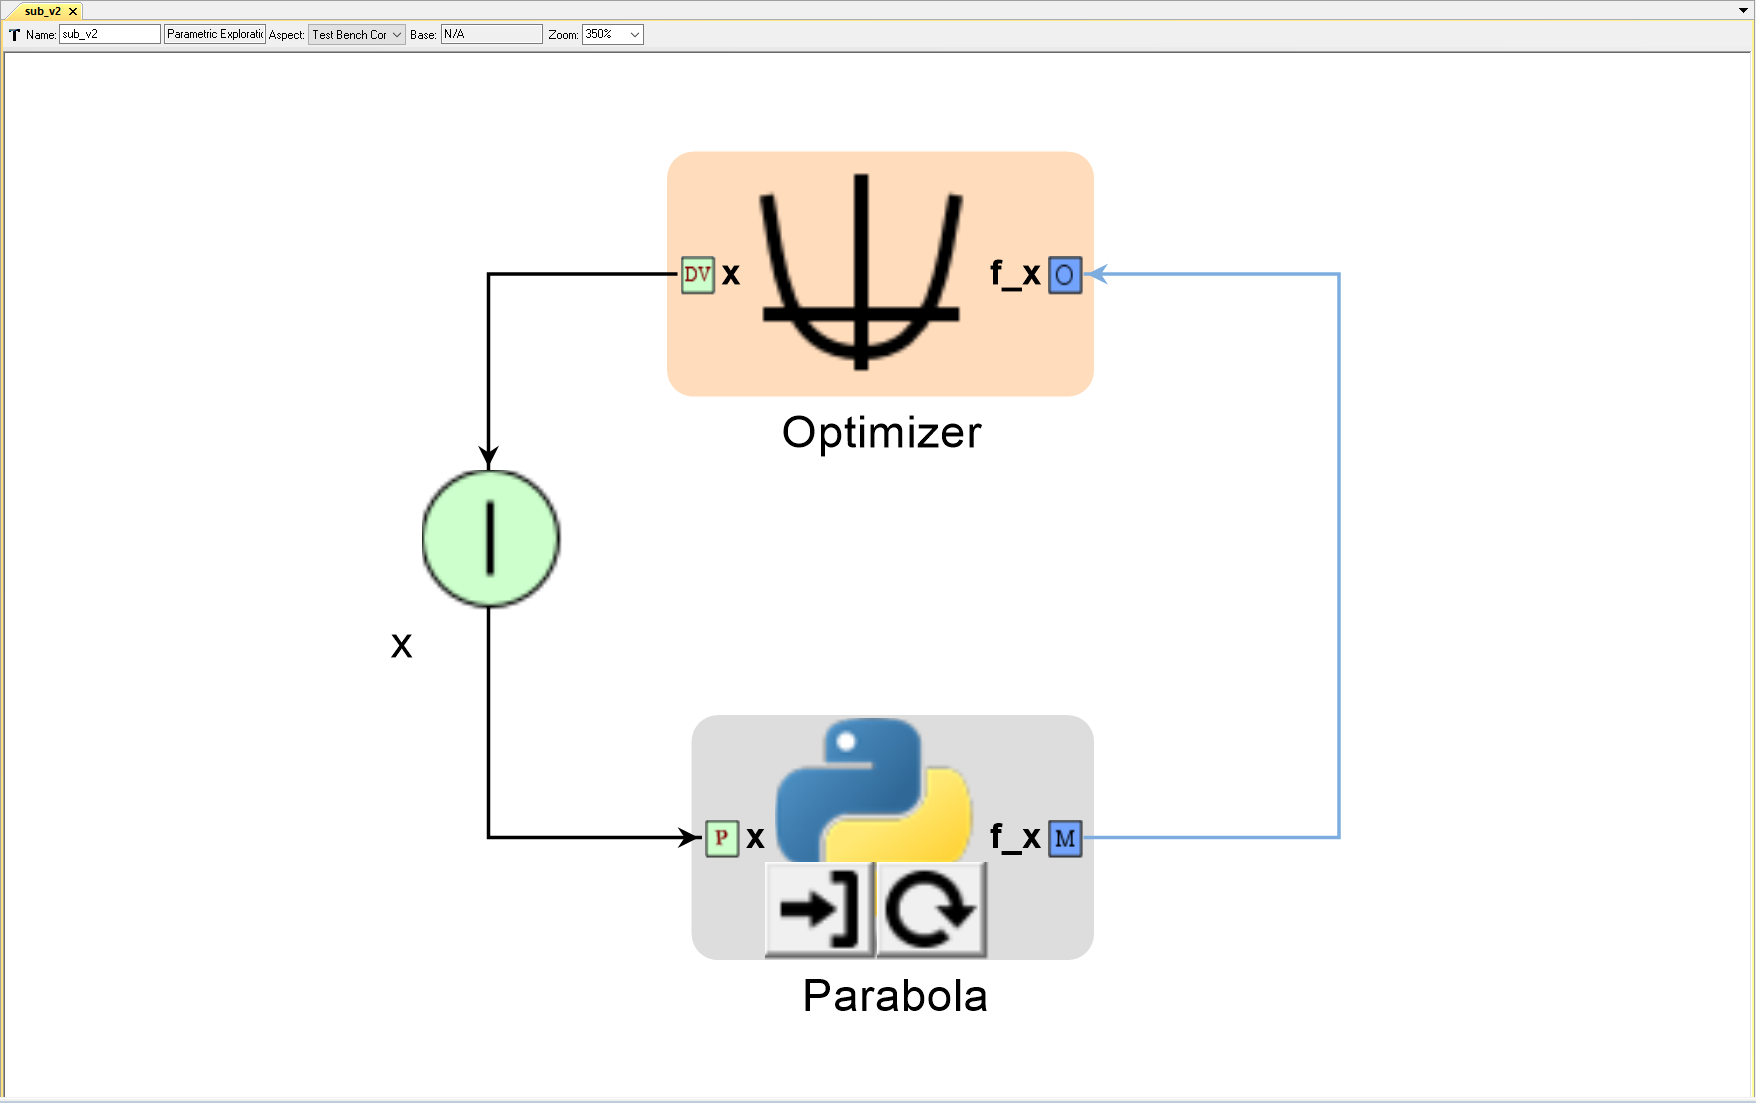 sub_v2
Name: sub_v2 Parametric Exploratic Aspect: Test Bench Cor Base: N/A Zoom: 350%
DV x f_x O
Optimizer
x
P x f_x M
Parabola